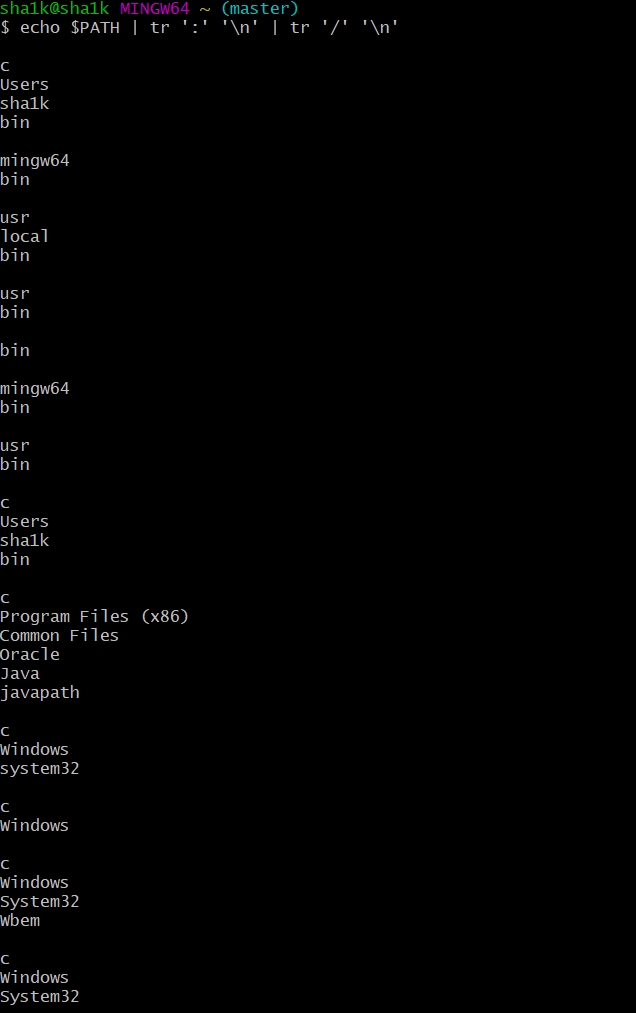 sha1k@sha1k MINGW64 ~ (master)
$ echo $PATH | tr ':' '\n' | tr '/' '\n'

c
Users
sha1k
bin

mingw64
bin

usr
local
bin

usr
bin

bin

mingw64
bin

usr
bin

c
Users
sha1k
bin

c
Program Files (x86)
Common Files
Oracle
Java
javapath

c
Windows
system32

c
Windows

c
Windows
System32
Wbem

c
Windows
System32